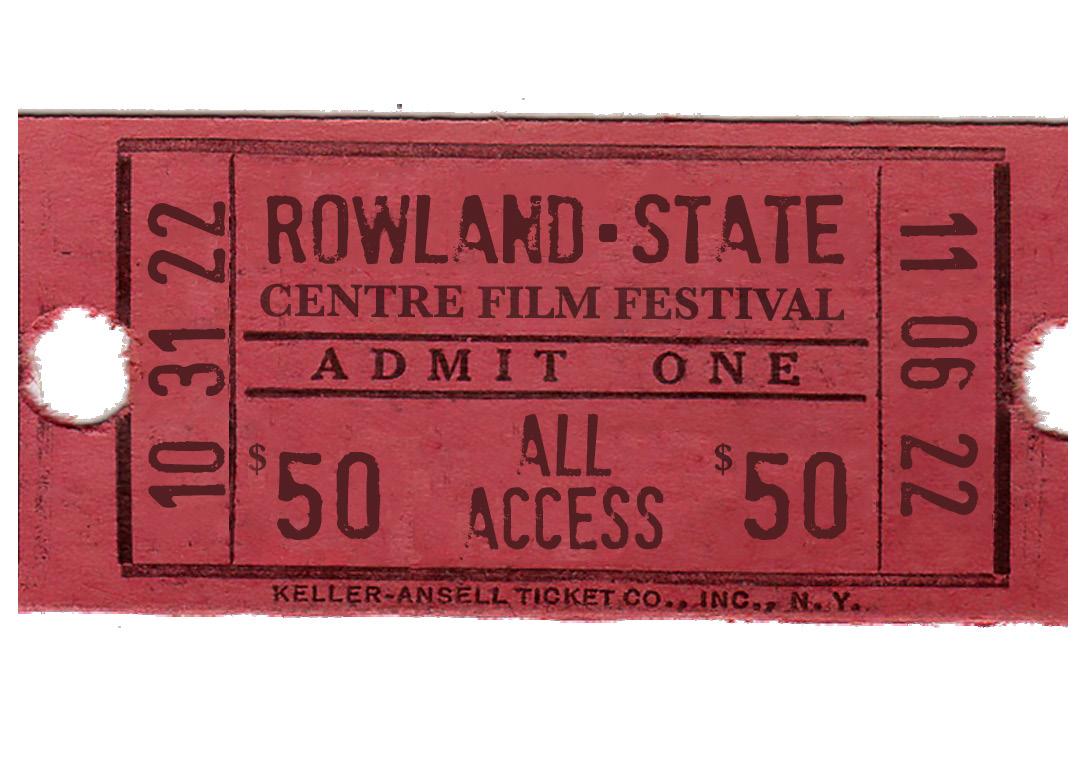 10 31 22
ROWLAND · STATE
CENTRE FILM FESTIVAL
ADMIT ONE
$50 ALL ACCESS $50
11 06 22
KELLER-ANSELL TICKET CO., INC., N.Y.